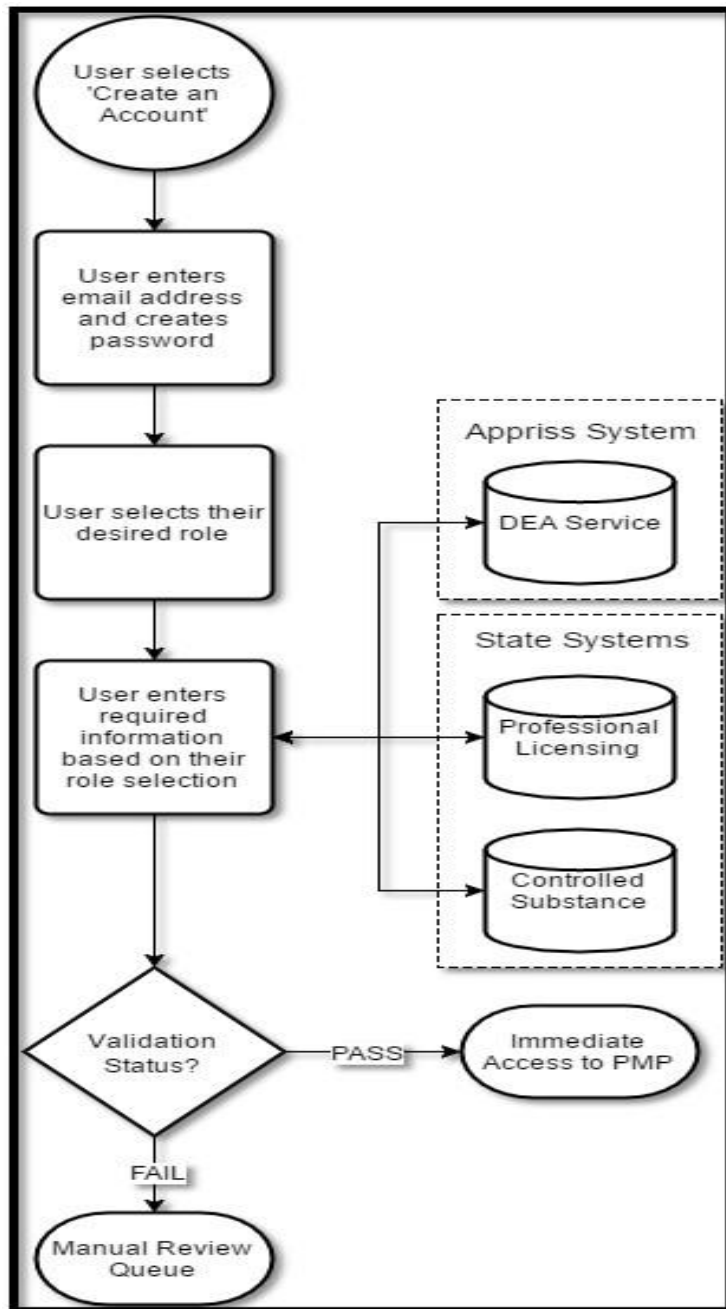 User selects
'Create an
Account'
User enters
email address
and creates
password
User selects their
desired role
User enters
required
information
based on their
role selection
Appriss System
DEA Service
State Systems
Professional
Licensing
Controlled
Substance
Validation
Status?
PASS
Immediate
Access to PMP
FAIL
Manual Review
Queue